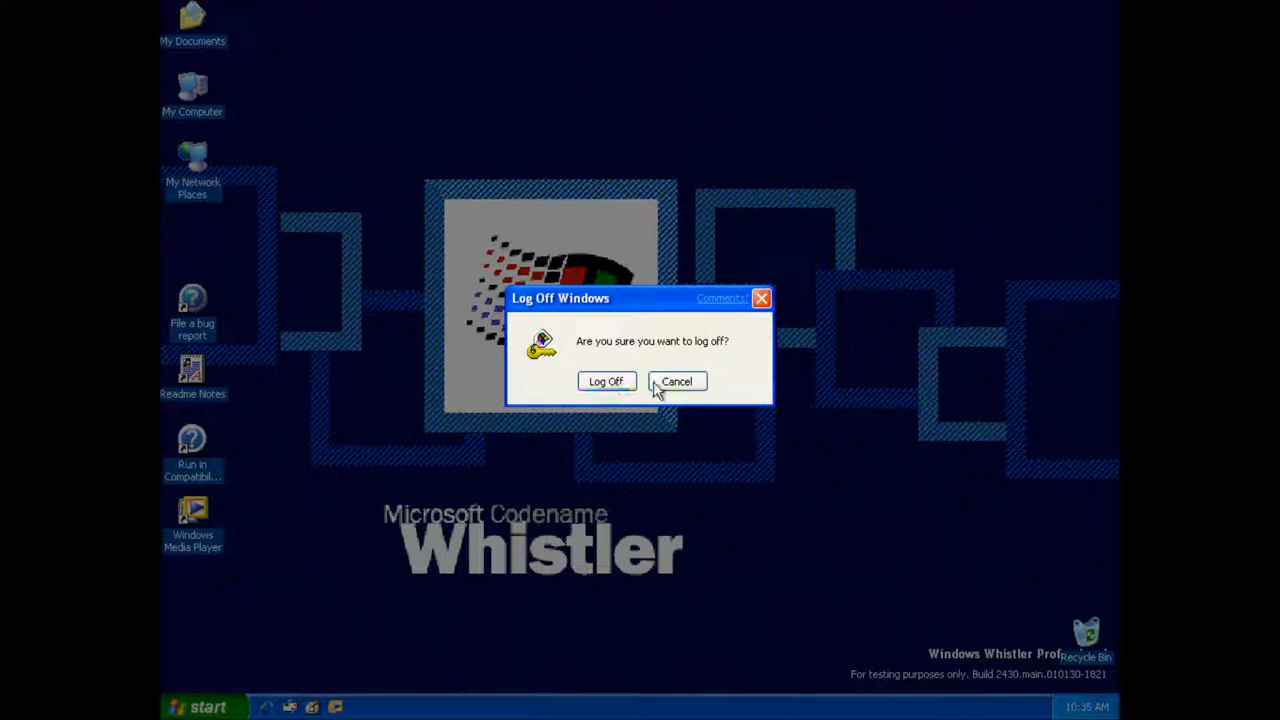 My Documents
My Computer
My Network
Places
File a bug
report
Readme Notes
Run in
Compatibil...
Windows
Media Player
Log Off Windows
Comments?
Are you sure you want to log off?
Log Off
Cancel
Microsoft Codename
Whistler
Windows Whistler Prof
Recycle Bin
For testing purposes only. Build 2430.main.010130-1821
start
10:35 AM